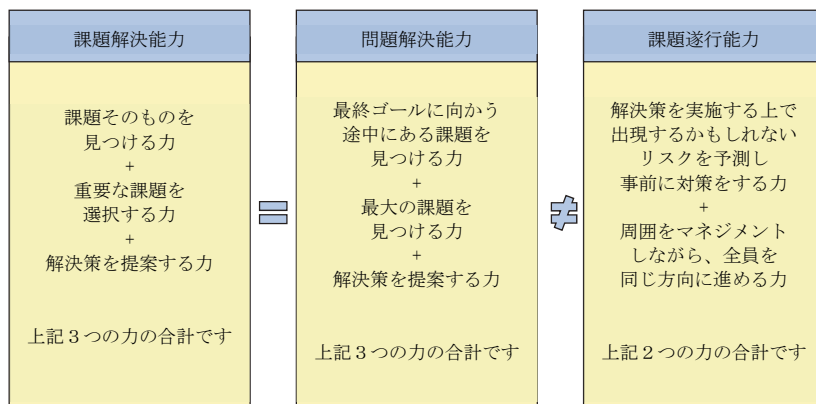 課題解決能力
課題そのものを
見つける力
+
重要な課題を
選択する力
+
解決策を提案する力
上記3つの力の合計です
=
問題解決能力
最終ゴールに向かう
途中にある課題を
見つける力
+
最大の課題を
見つける力
+
解決策を提案する力
上記3つの力の合計です
≠
課題遂行能力
解決策を実施する上で
出現するかもしれない
リスクを予測し
事前に対策をする力
+
周囲をマネジメント
しながら、全員を
同じ方向に進める力
上記2つの力の合計です